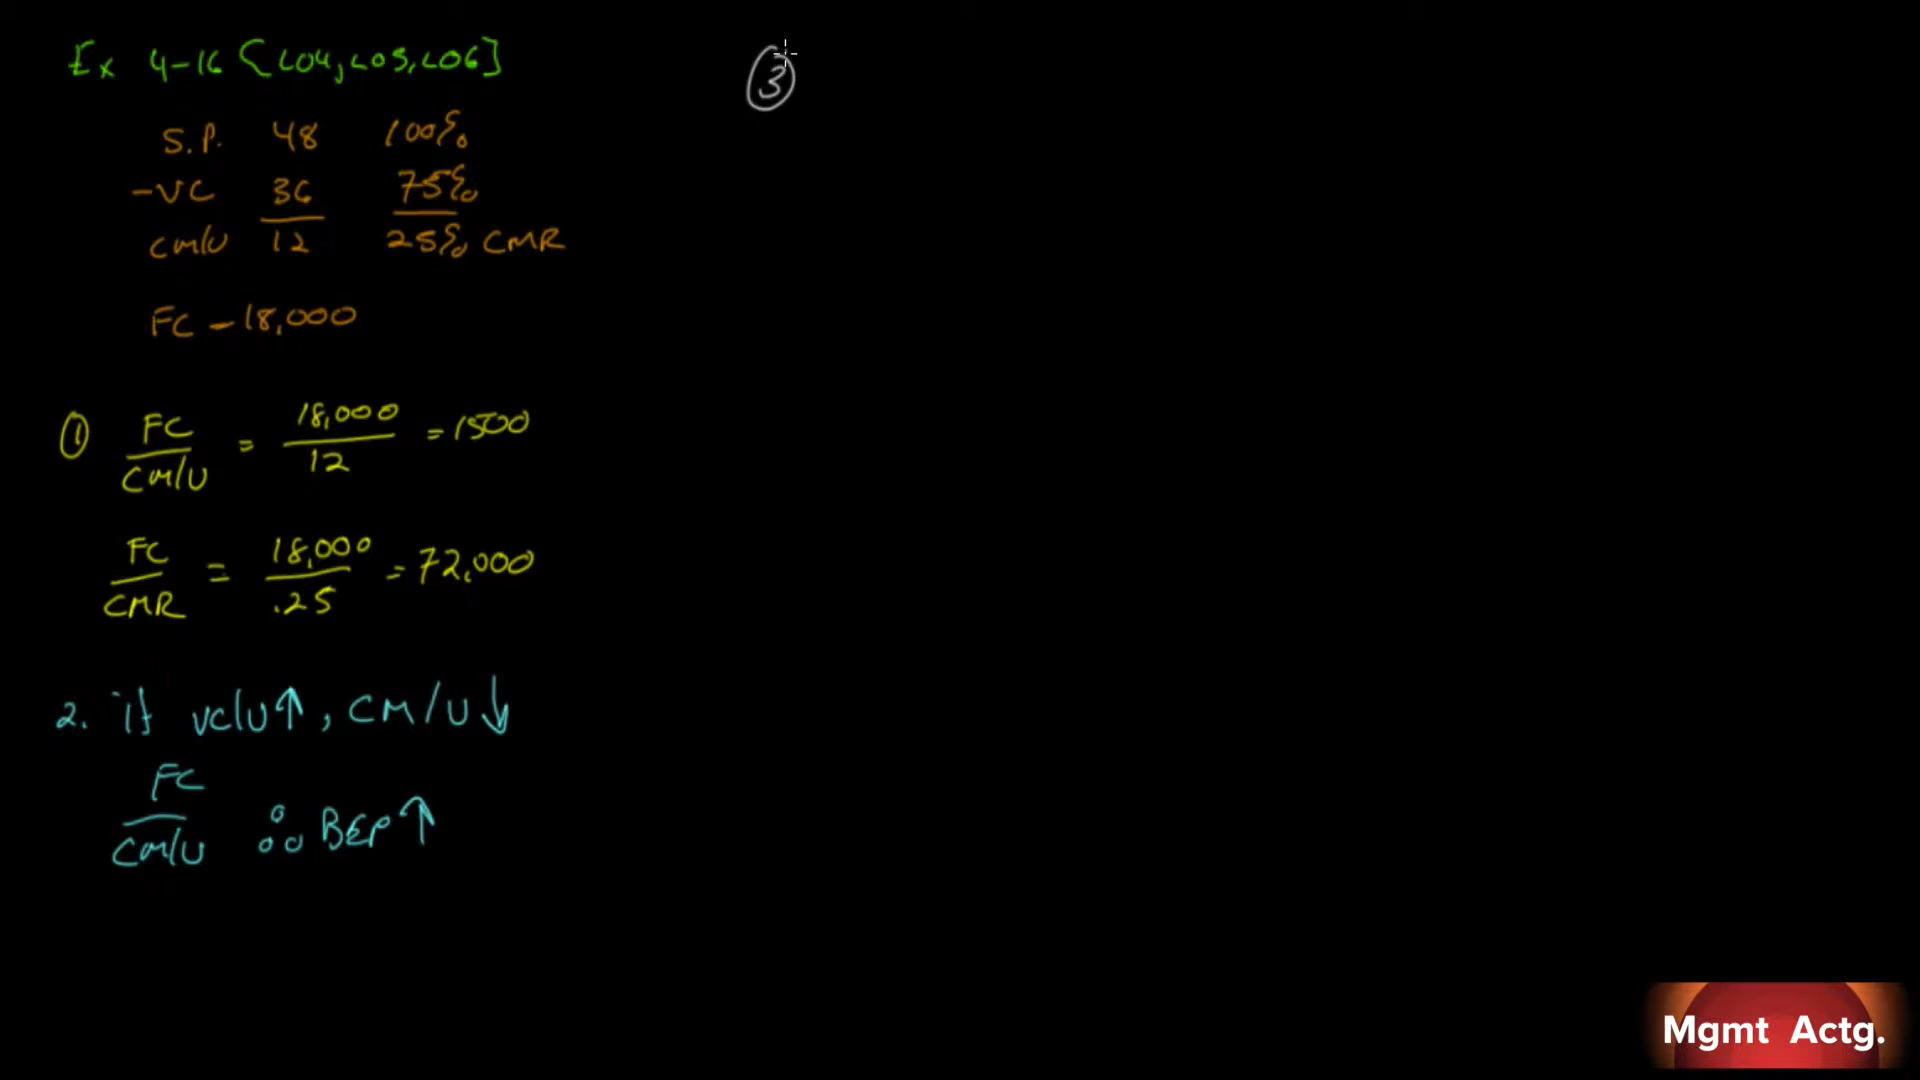 Ex 4-16 {LO4, LO5, LO6]
S.P. 48 100%
-VC 36 75%
CM/U 12 25% CMR
FC - 18,000
① FC/CM/U = 18,000/12 = 1500
FC/CMR = 18,000/.25 = 72,000
2. if VC/U↑, CM/U↓
FC/CM/U ∴ BEP↑
③
Mgmt Actg.